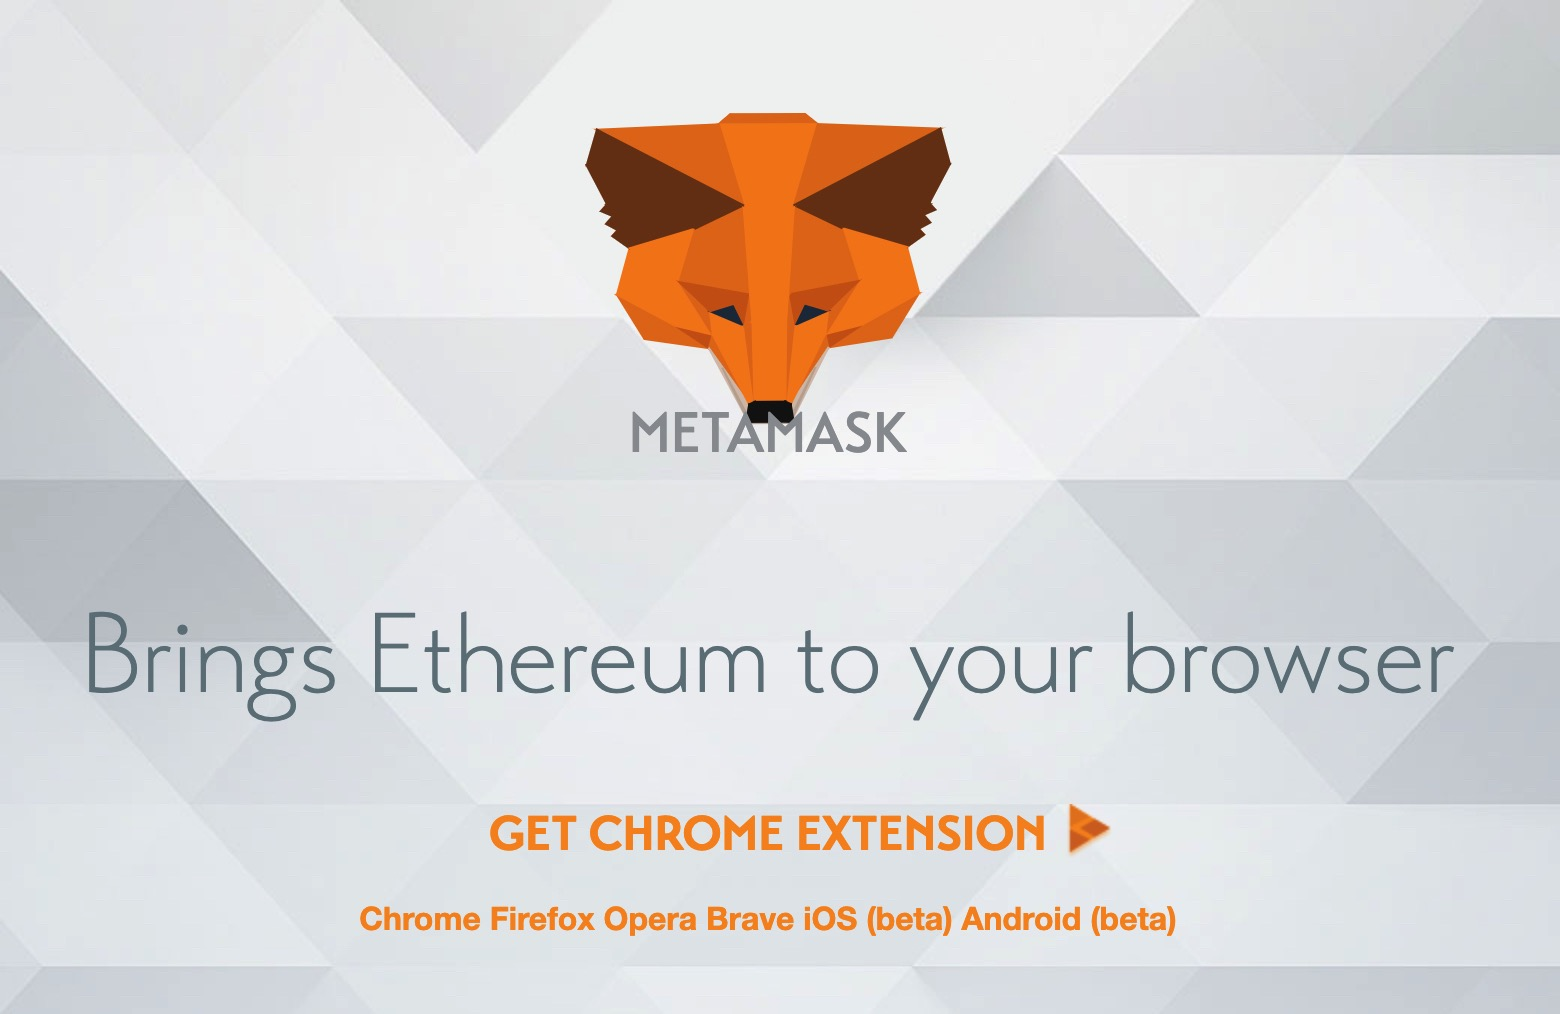 METAMASK
Brings Ethereum to your browser
GET CHROME EXTENSION
Chrome Firefox Opera Brave iOS (beta) Android (beta)